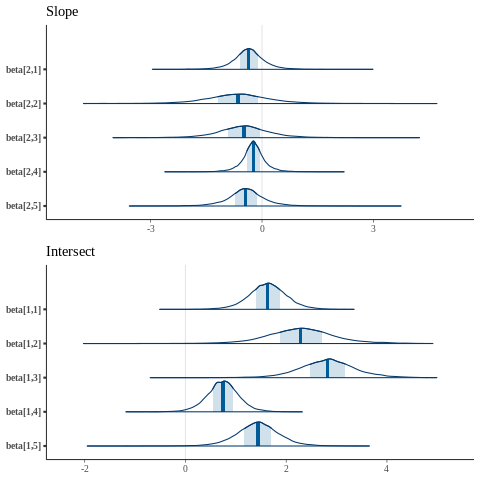 Slope
beta[2,1]
beta[2,2]
beta[2,3]
beta[2,4]
beta[2,5]
-3 0 3
Intersect
beta[1,1]
beta[1,2]
beta[1,3]
beta[1,4]
beta[1,5]
-2 0 2 4